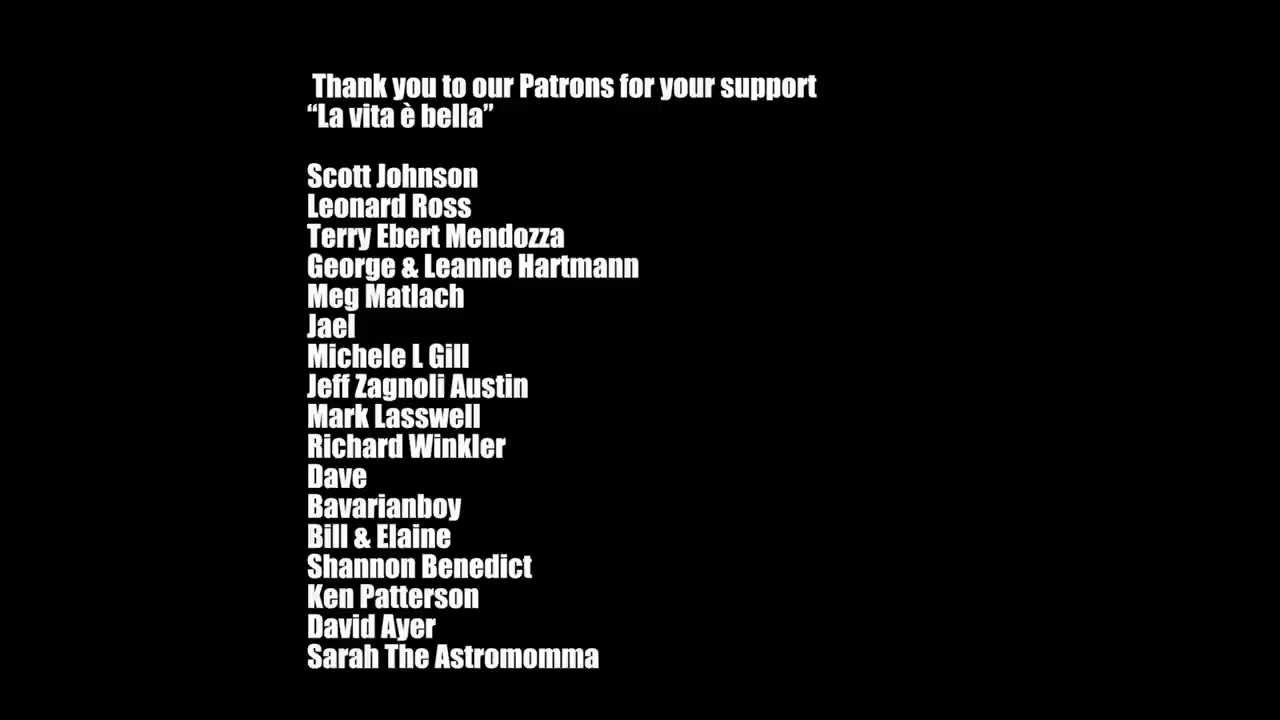 Thank you to our Patrons for your support
“La vita è bella”
Scott Johnson
Leonard Ross
Terry Ebert Mendozza
George & Leanne Hartmann
Meg Matlach
Jael
Michele L Gill
Jeff Zagnoli Austin
Mark Lasswell
Richard Winkler
Dave
Bavarianboy
Bill & Elaine
Shannon Benedict
Ken Patterson
David Ayer
Sarah The Astromomma